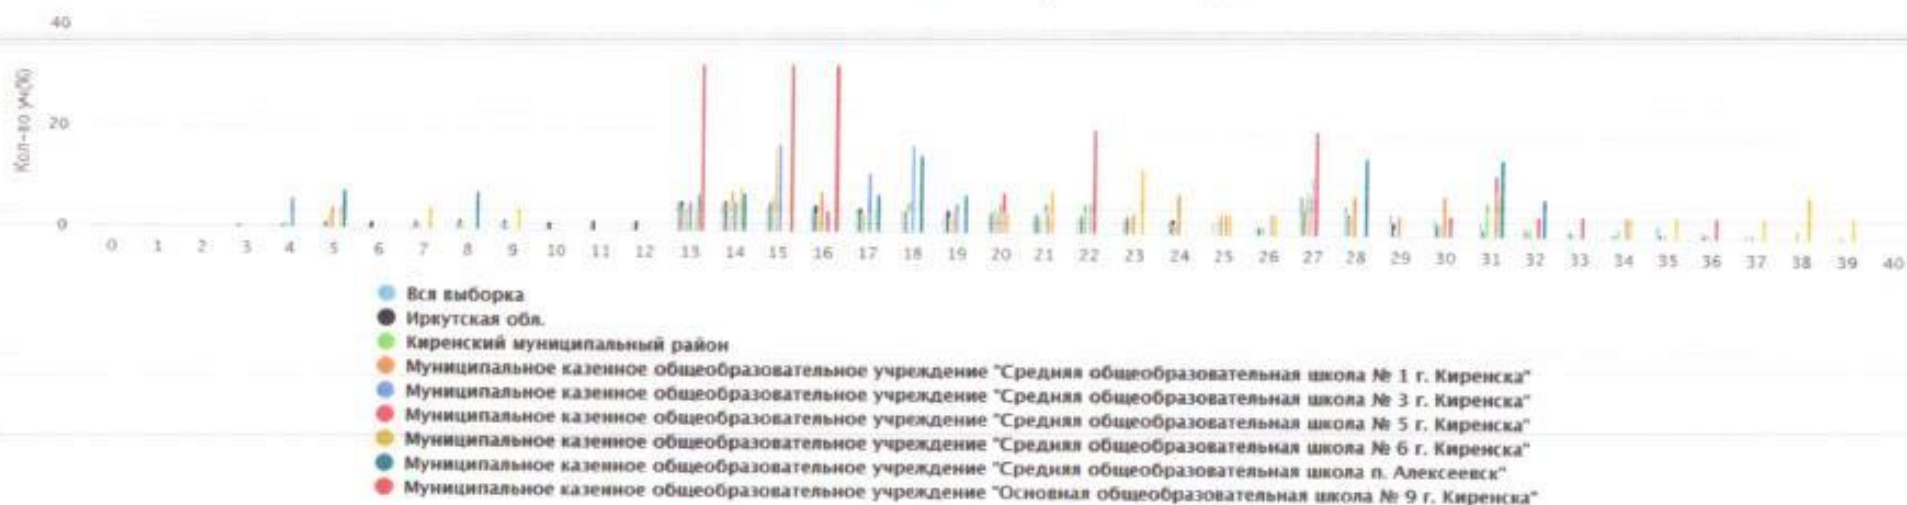 40
Кол-во уч(%)
20
0
0 1 2 3 4 5 6 7 8 9 10 11 12 13 14 15 16 17 18 19 20 21 22 23 24 25 26 27 28 29 30 31 32 33 34 35 36 37 38 39 40
Вся выборка
Иркутская обл.
Киренский муниципальный район
Муниципальное казенное общеобразовательное учреждение "Средняя общеобразовательная школа № 1 г. Киренска"
Муниципальное казенное общеобразовательное учреждение "Средняя общеобразовательная школа № 3 г. Киренска"
Муниципальное казенное общеобразовательное учреждение "Средняя общеобразовательная школа № 5 г. Киренска"
Муниципальное казенное общеобразовательное учреждение "Средняя общеобразовательная школа № 6 г. Киренска"
Муниципальное казенное общеобразовательное учреждение "Средняя общеобразовательная школа п. Алексеевск"
Муниципальное казенное общеобразовательное учреждение "Основная общеобразовательная школа № 9 г. Киренска"